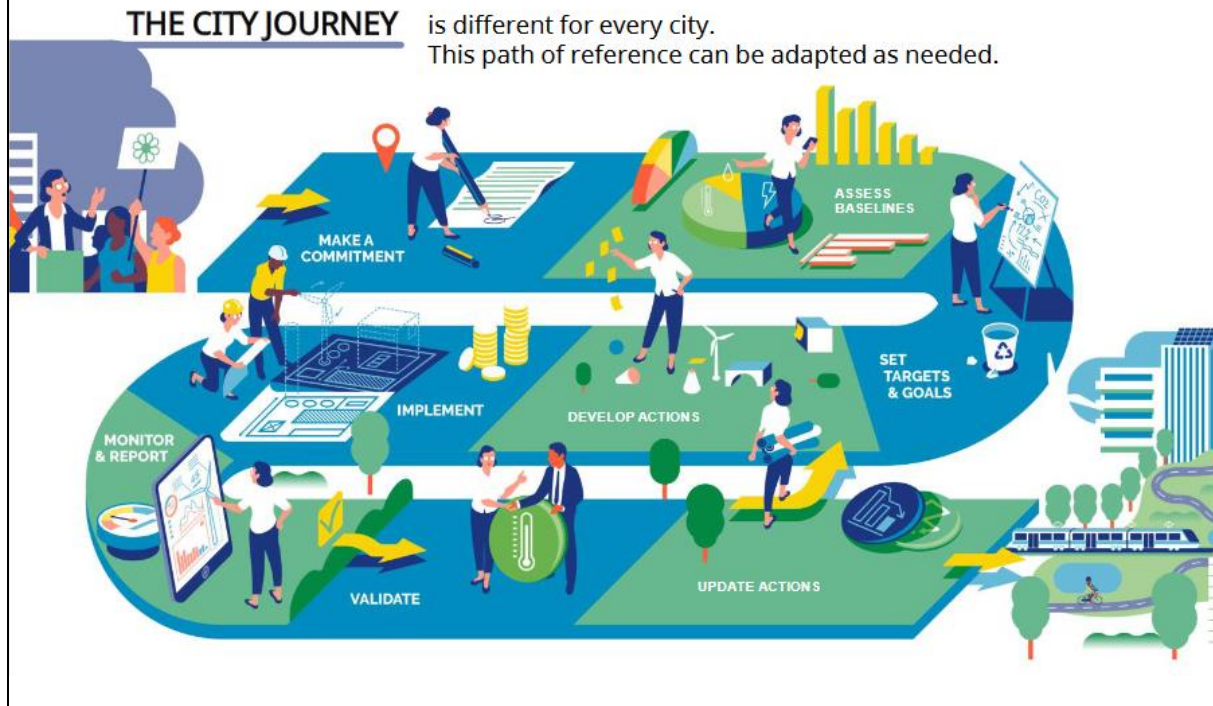 THE CITY JOURNEY is different for every city.
This path of reference can be adapted as needed.
MAKE A
COMMITMENT
ASSESS
BASELINES
CO2
SET
TARGETS
& GOALS
DEVELOP ACTIONS
IMPLEMENT
MONITOR
& REPORT
VALIDATE
UPDATE ACTIONS